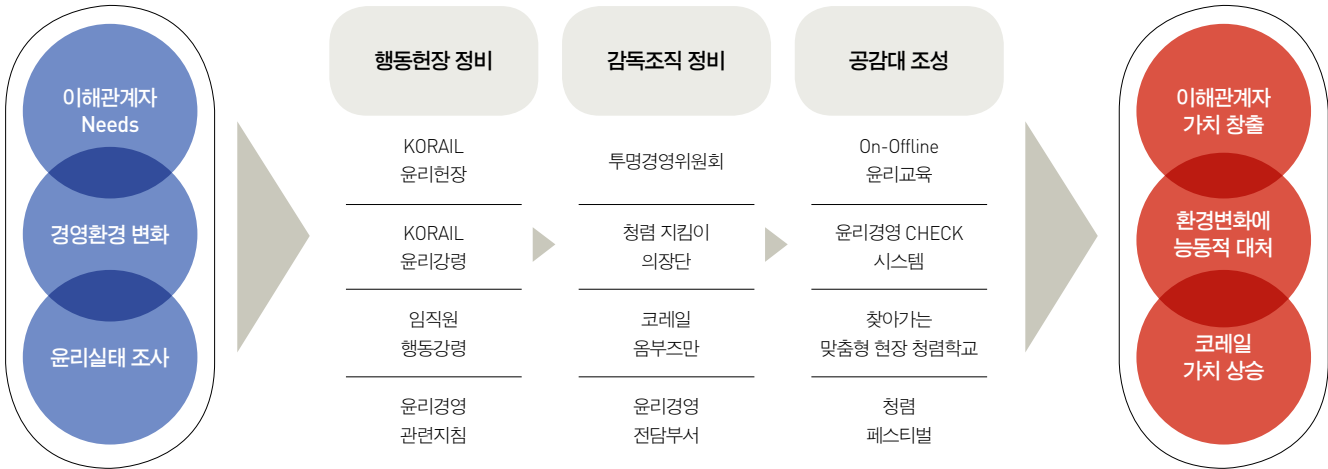 이해관계자
Needs
경영환경 변화
윤리실태 조사
행동헌장 정비
KORAIL
윤리헌장
KORAIL
윤리강령
임직원
행동강령
윤리경영
관련지침
감독조직 정비
투명경영위원회
청렴 지킴이
의장단
코레일
옴부즈만
윤리경영
전담부서
공감대 조성
On-Offline
윤리교육
윤리경영 CHECK
시스템
찾아가는
맞춤형 현장 청렴학교
청렴
페스티벌
이해관계자
가치 창출
환경변화에
능동적 대처
코레일
가치 상승